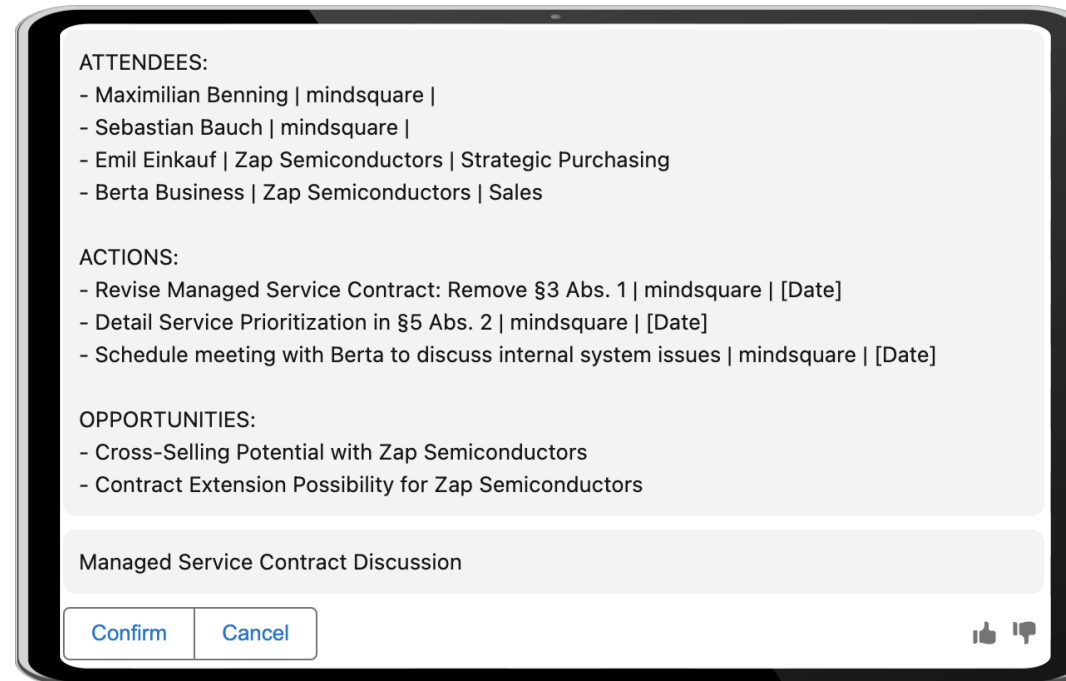 ATTENDEES:
- Maximilian Benning | mindsquare |
- Sebastian Bauch | mindsquare |
- Emil Einkauf | Zap Semiconductors | Strategic Purchasing
- Berta Business | Zap Semiconductors | Sales
ACTIONS:
- Revise Managed Service Contract: Remove §3 Abs. 1 | mindsquare | [Date]
- Detail Service Prioritization in §5 Abs. 2 | mindsquare | [Date]
- Schedule meeting with Berta to discuss internal system issues | mindsquare | [Date]
OPPORTUNITIES:
- Cross-Selling Potential with Zap Semiconductors
- Contract Extension Possibility for Zap Semiconductors
Managed Service Contract Discussion
Confirm Cancel